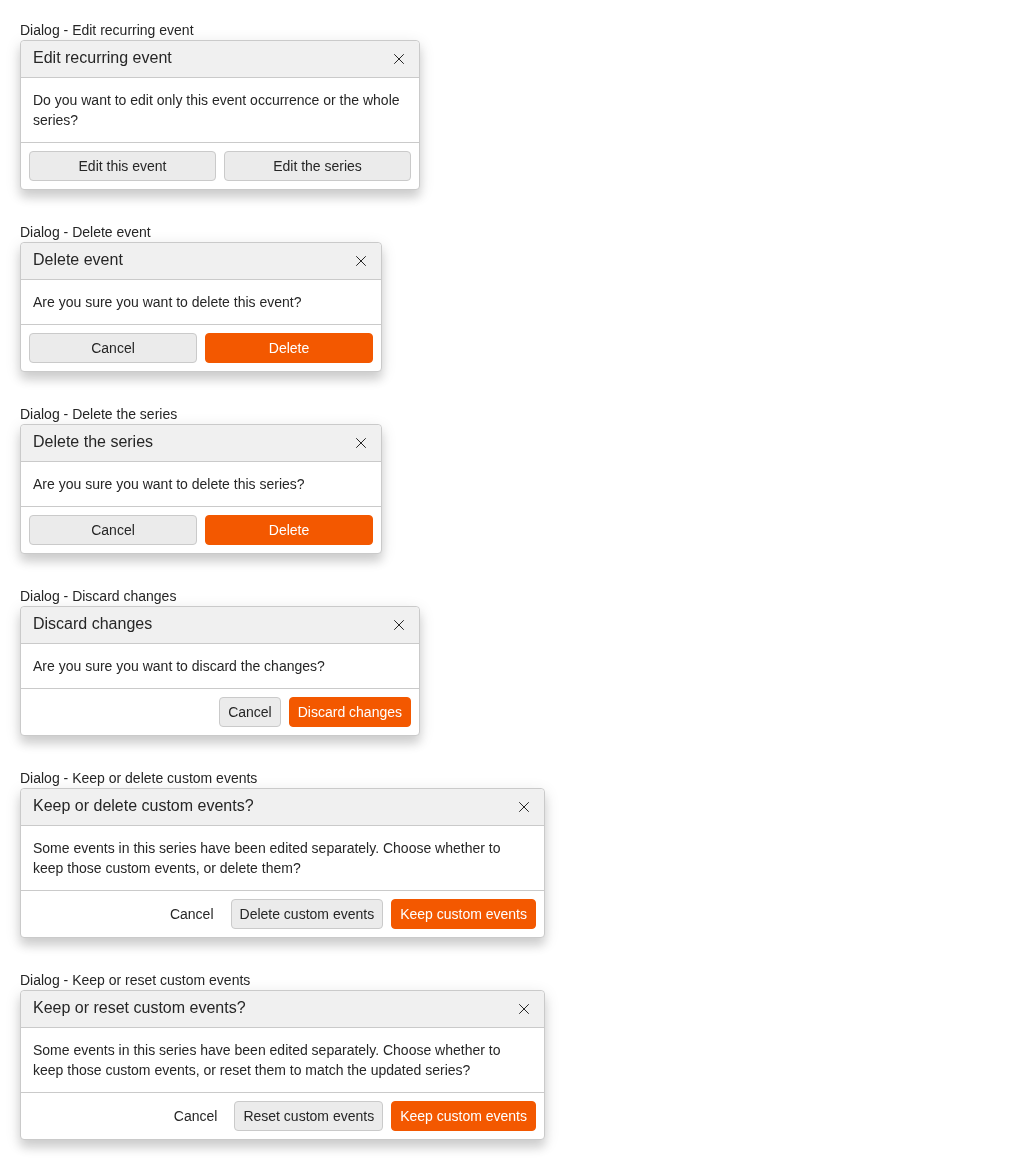 Dialog - Edit recurring event
Edit recurring event
Do you want to edit only this event occurrence or the whole
series?
Edit this event
Edit the series
Dialog - Delete event
Delete event
Are you sure you want to delete this event?
Cancel
Delete
Dialog - Delete the series
Delete the series
Are you sure you want to delete this series?
Cancel
Delete
Dialog - Discard changes
Discard changes
Are you sure you want to discard the changes?
Cancel
Discard changes
Dialog - Keep or delete custom events
Keep or delete custom events?
Some events in this series have been edited separately. Choose whether to
keep those custom events, or delete them?
Cancel
Delete custom events
Keep custom events
Dialog - Keep or reset custom events
Keep or reset custom events?
Some events in this series have been edited separately. Choose whether to
keep those custom events, or reset them to match the updated series?
Cancel
Reset custom events
Keep custom events